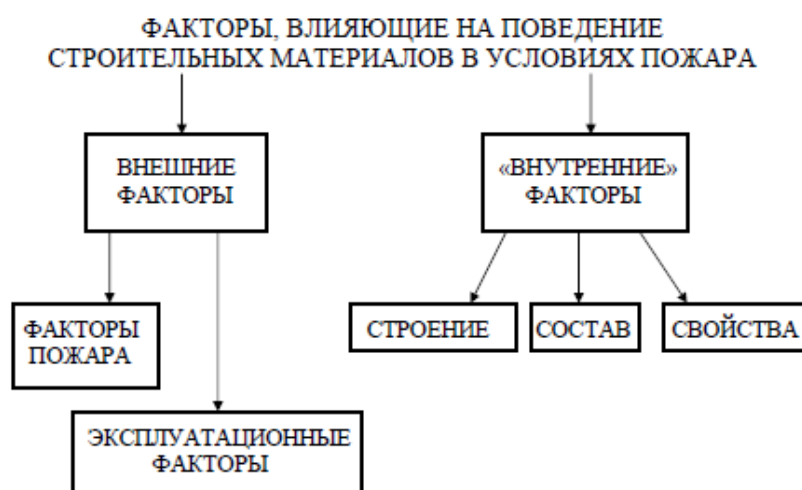 ФАКТОРЫ, ВЛИЯЮЩИЕ НА ПОВЕДЕНИЕ
СТРОИТЕЛЬНЫХ МАТЕРИАЛОВ В УСЛОВИЯХ ПОЖАРА
ВНЕШНИЕ
ФАКТОРЫ
«ВНУТРЕННИЕ»
ФАКТОРЫ
ФАКТОРЫ
ПОЖАРА
СТРОЕНИЕ
СОСТАВ
СВОЙСТВА
ЭКСПЛУАТАЦИОННЫЕ
ФАКТОРЫ